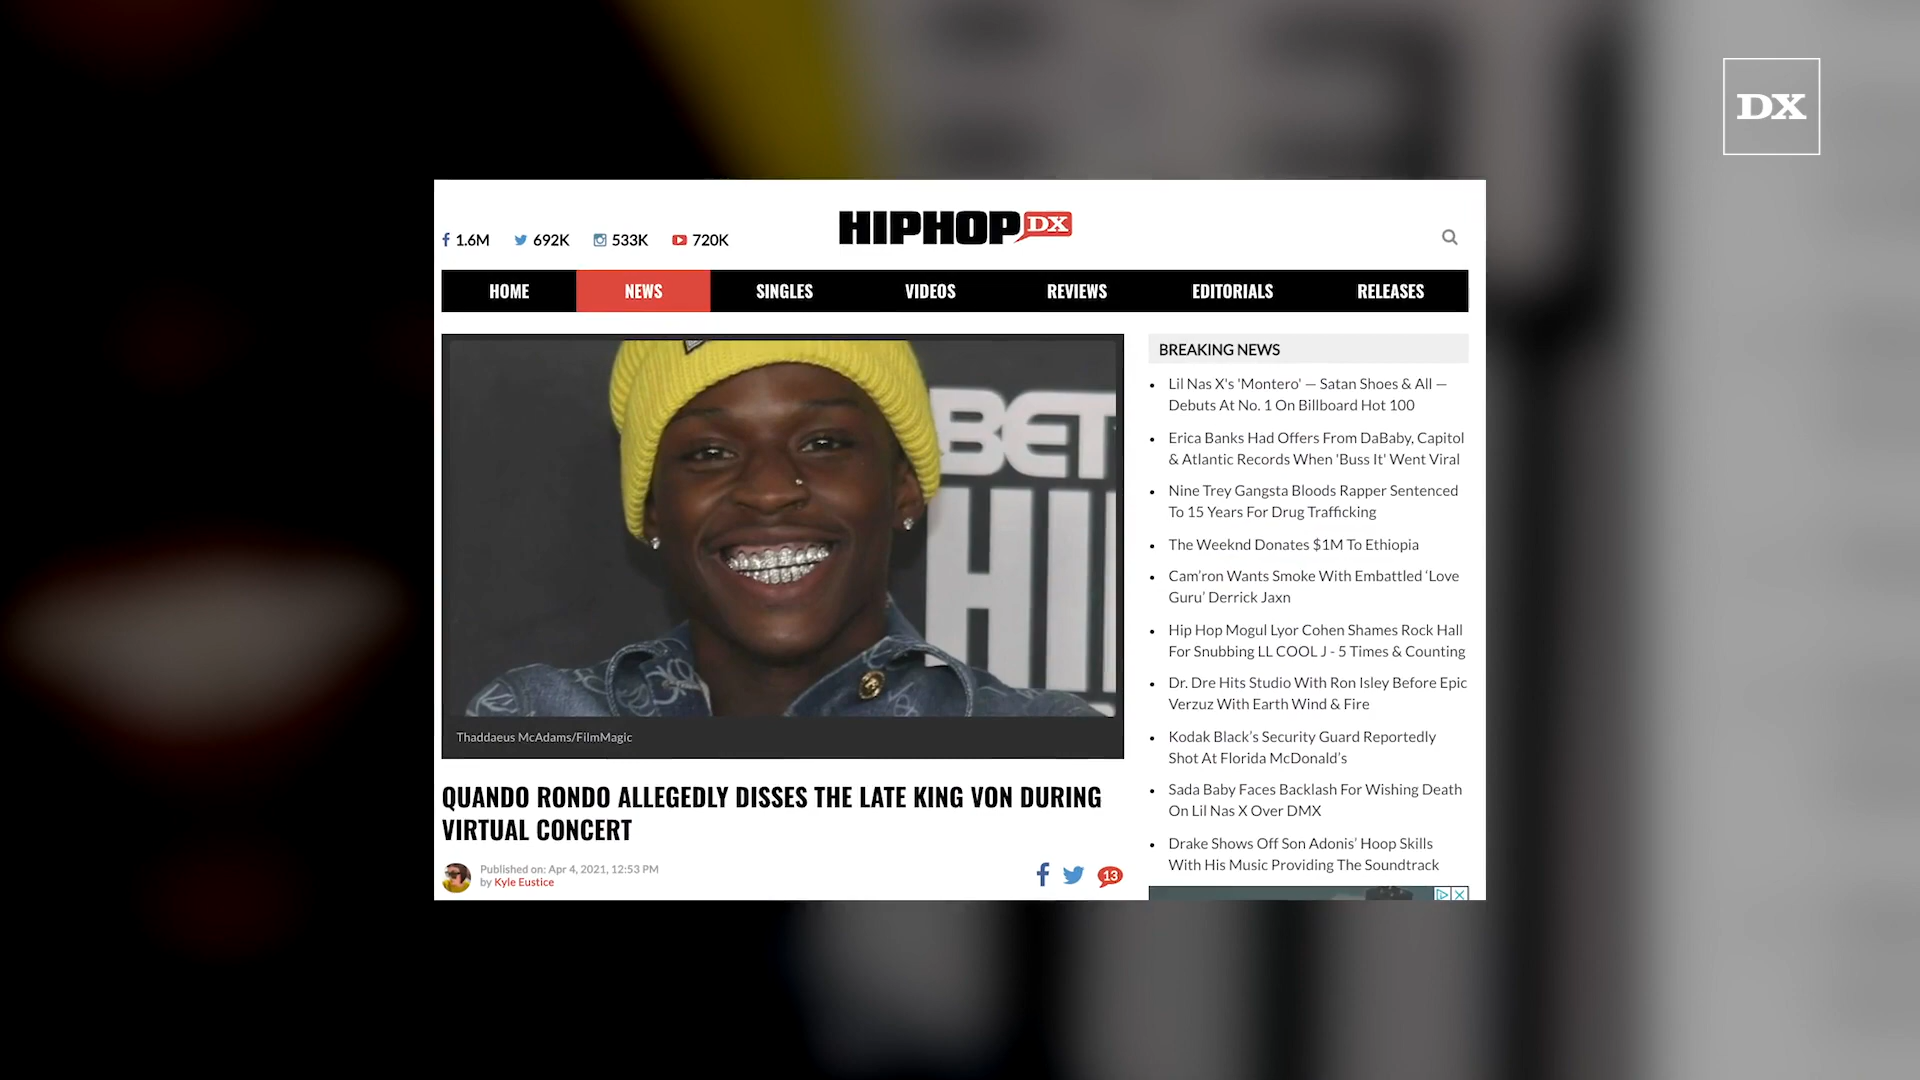 DX
HIPHOP DX
1.6M 692K 533K 720K
HOME NEWS SINGLES VIDEOS REVIEWS EDITORIALS RELEASES
BET
HI
Thaddaeus McAdams/FilmMagic
QUANDO RONDO ALLEGEDLY DISSES THE LATE KING VON DURING
VIRTUAL CONCERT
Published on: Apr 4, 2021, 12:53 PM
by Kyle Eustice
13
BREAKING NEWS
Lil Nas X's 'Montero' — Satan Shoes & All —
Debuts At No. 1 On Billboard Hot 100
Erica Banks Had Offers From DaBaby, Capitol
& Atlantic Records When 'Buss It' Went Viral
Nine Trey Gangsta Bloods Rapper Sentenced
To 15 Years For Drug Trafficking
The Weeknd Donates $1M To Ethiopia
Cam’ron Wants Smoke With Embattled ‘Love
Guru’ Derrick Jaxn
Hip Hop Mogul Lyor Cohen Shames Rock Hall
For Snubbing LL COOL J - 5 Times & Counting
Dr. Dre Hits Studio With Ron Isley Before Epic
Verzuz With Earth Wind & Fire
Kodak Black’s Security Guard Reportedly
Shot At Florida McDonald’s
Sada Baby Faces Backlash For Wishing Death
On Lil Nas X Over DMX
Drake Shows Off Son Adonis’ Hoop Skills
With His Music Providing The Soundtrack